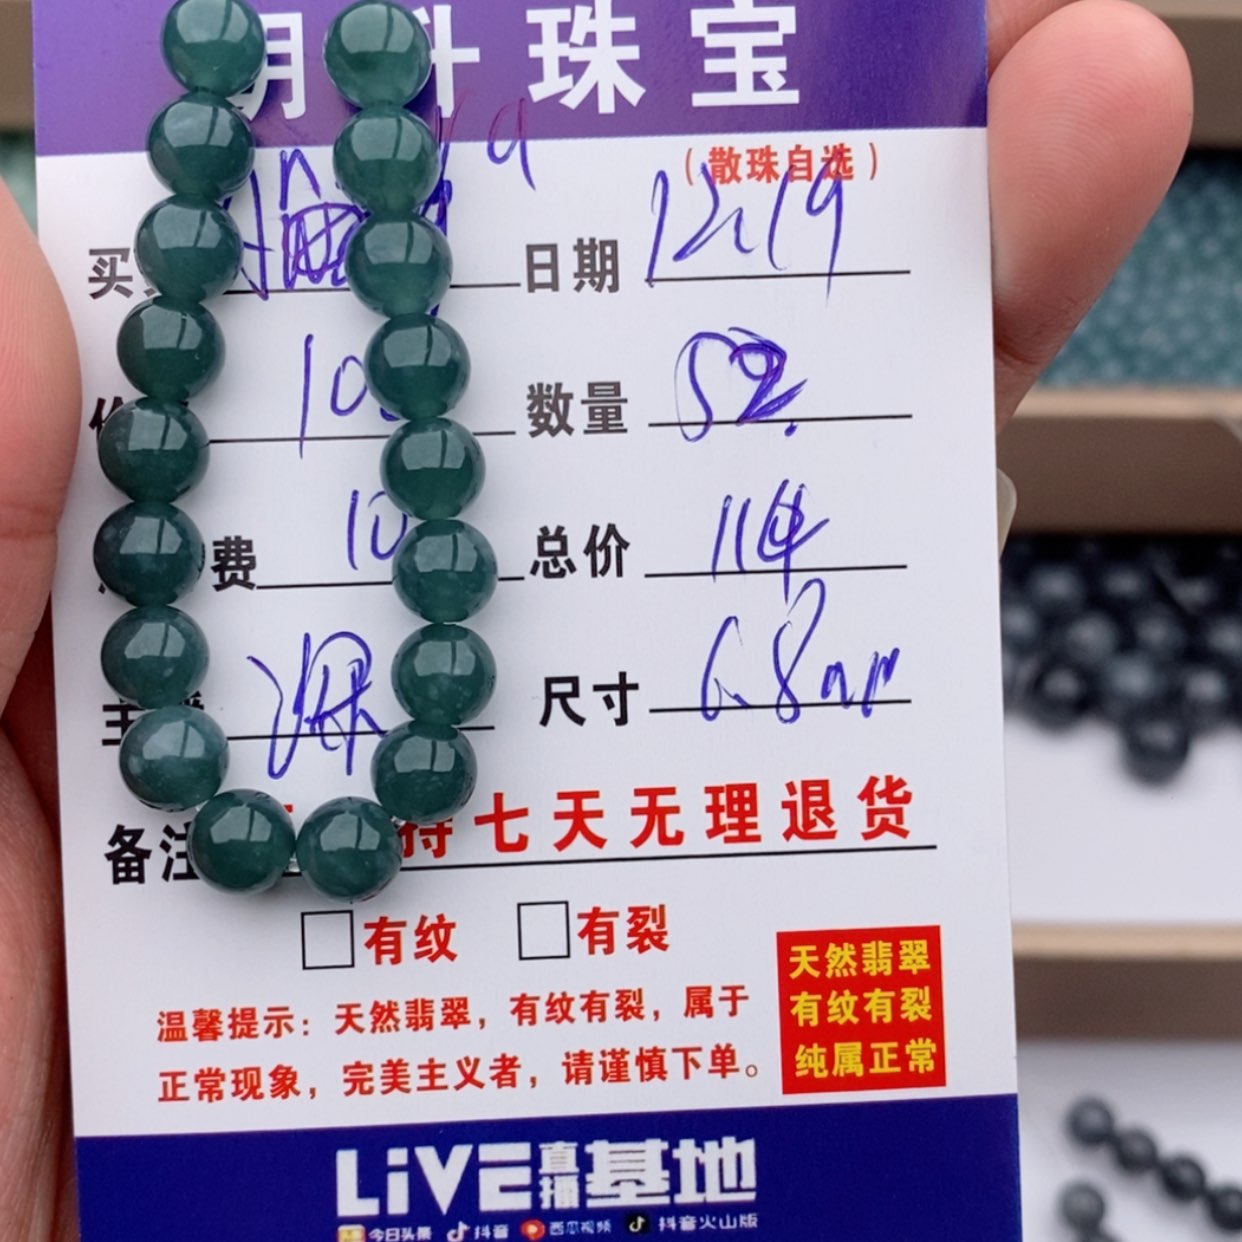 珠宝
（散珠自选）
买 日期 12.19
10 数量 52.
费 10 总价 114
尺寸 6.8mm
备注 持七天无理退货
有纹 有裂
温馨提示：天然翡翠，有纹有裂，属于
正常现象，完美主义者，请谨慎下单。
天然翡翠
有纹有裂
纯属正常
LiVE直播基地
今日头条 抖音 西瓜视频 抖音火山版